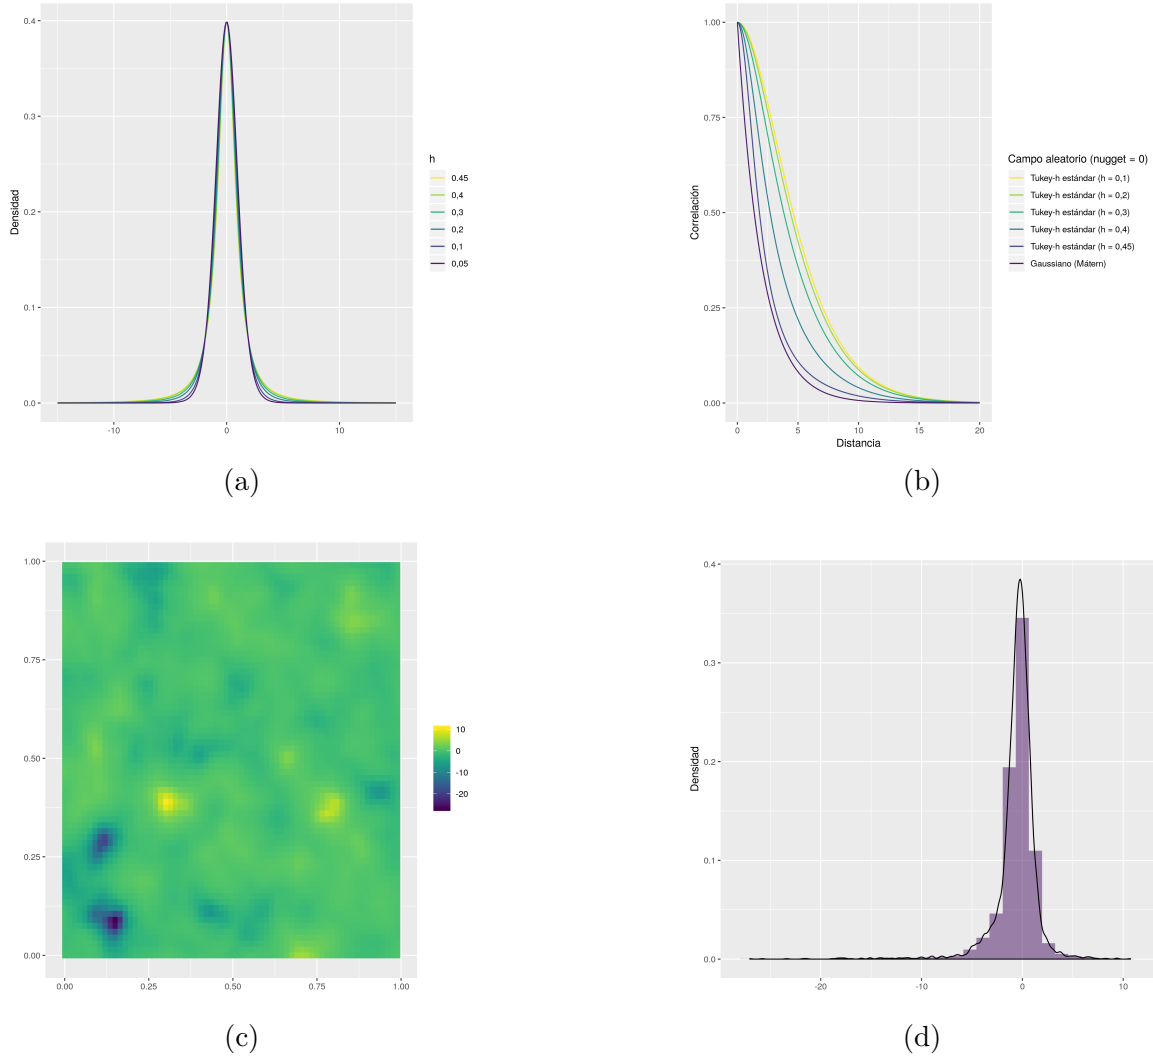 0.4
0.3
0.2
0.1
0.0
Densidad
-10 0 10
h
0.45
0,4
0,3
0,2
0,1
0,05
(a)
1.00
0.75
0.50
0.25
0.00
Correlación
0 5 10 15 20
Distancia
Campo aleatorio (nugget = 0)
Tukey-h estándar (h = 0,1)
Tukey-h estándar (h = 0,2)
Tukey-h estándar (h = 0,3)
Tukey-h estándar (h = 0,4)
Tukey-h estándar (h = 0,45)
Gaussiano (Mátern)
(b)
1.00
0.75
0.50
0.25
0.00
0.00 0.25 0.50 0.75 1.00
10
0
-10
-20
(c)
0.4
0.3
0.2
0.1
0.0
Densidad
-20 -10 0 10
(d)